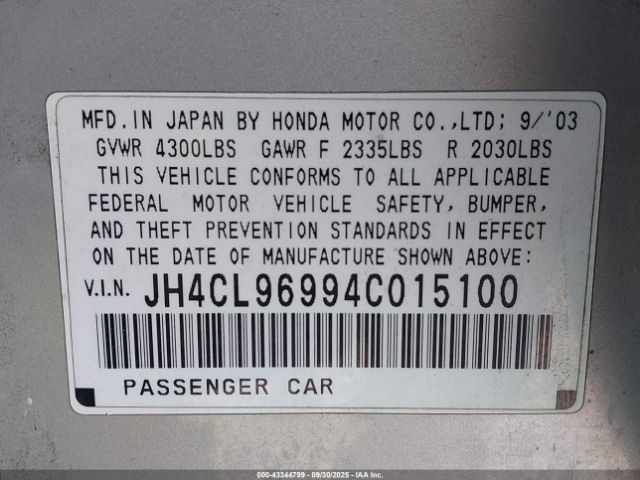 MFD. IN JAPAN BY HONDA MOTOR CO.,LTD; 9/'03
GVWR 4300LBS GAWR F 2335LBS R 2030LBS
THIS VEHICLE CONFORMS TO ALL APPLICABLE
FEDERAL MOTOR VEHICLE SAFETY, BUMPER,
AND THEFT PREVENTION STANDARDS IN EFFECT
ON THE DATE OF MANUFACTURE SHOWN ABOVE:
V.I.N. JH4CL96994C015100
PASSENGER CAR
000-43344799 - 09/30/2025 - IAA Inc.